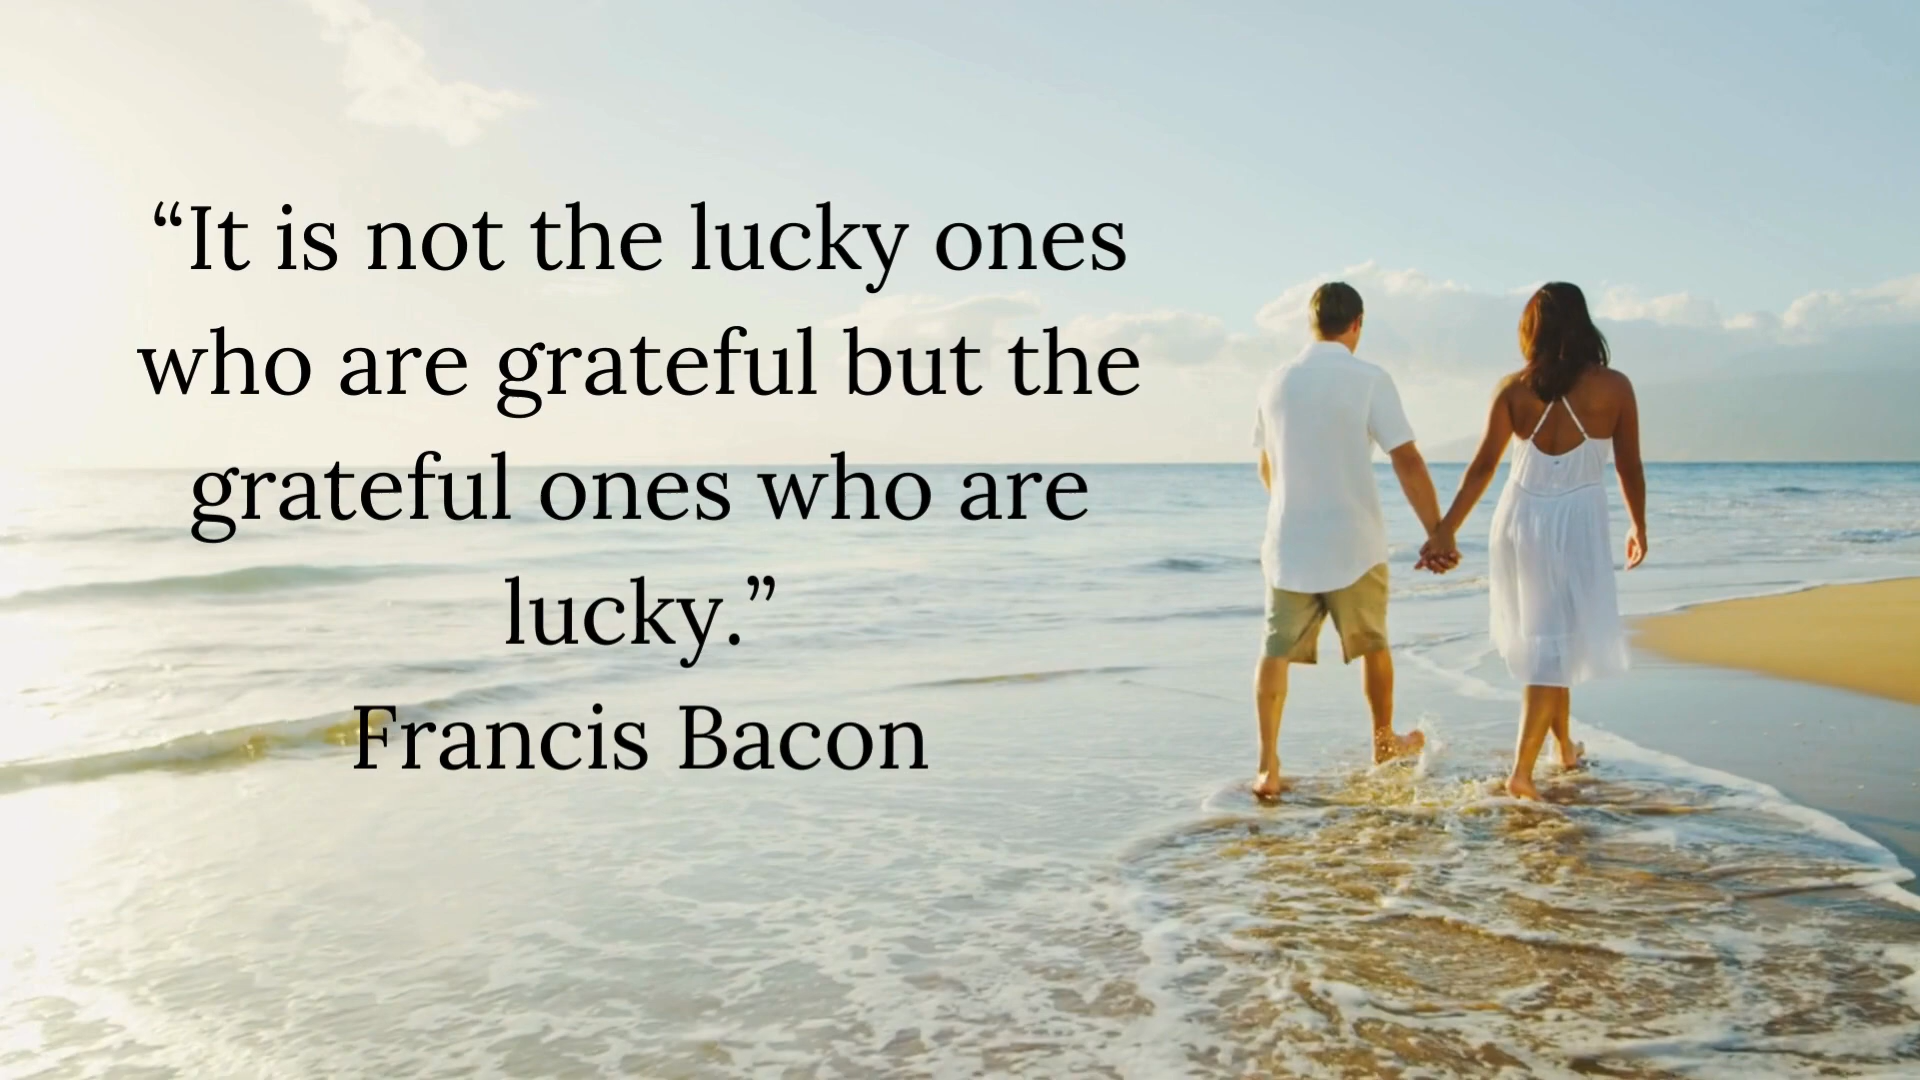 “It is not the lucky ones
who are grateful but the
grateful ones who are
lucky.”
Francis Bacon